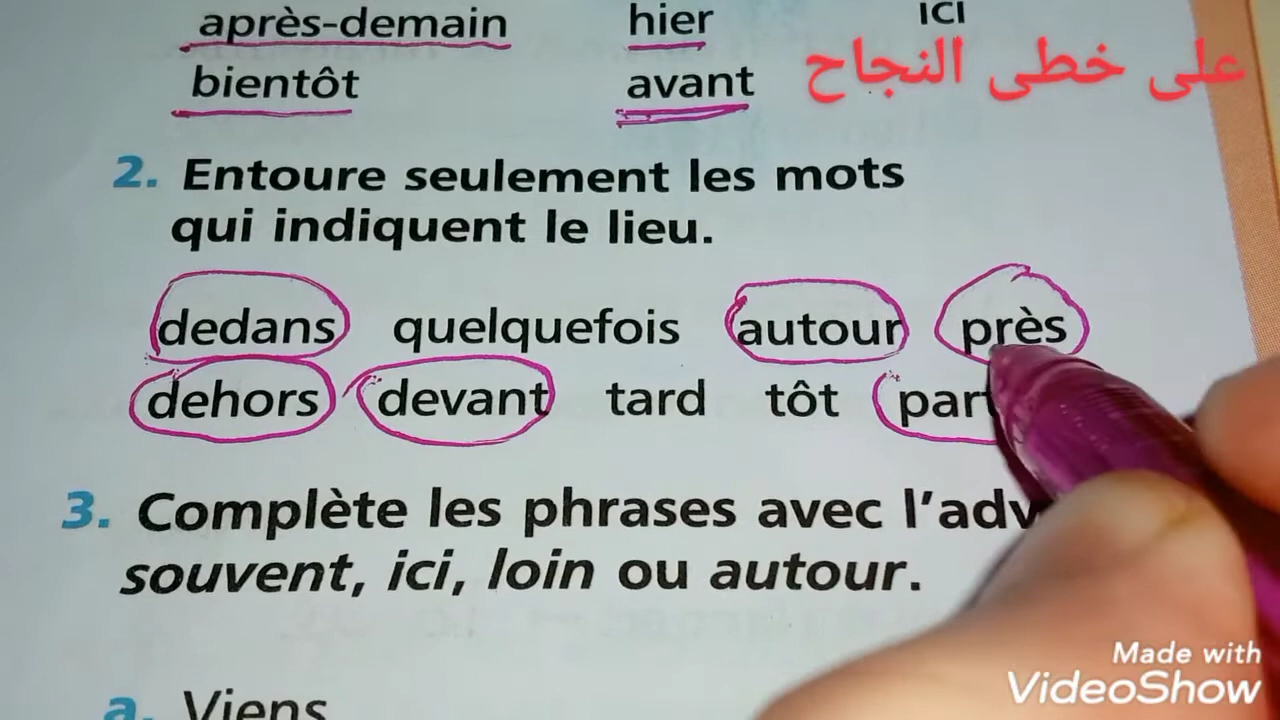 après-demain hier ici
bientôt avant
على خطى النجاح
2. Entoure seulement les mots
qui indiquent le lieu.
dedans quelquefois autour près
dehors devant tard tôt
3. Complète les phrases avec
souvent, ici, loin ou autour.
a. Viens
Made with
VideoShow